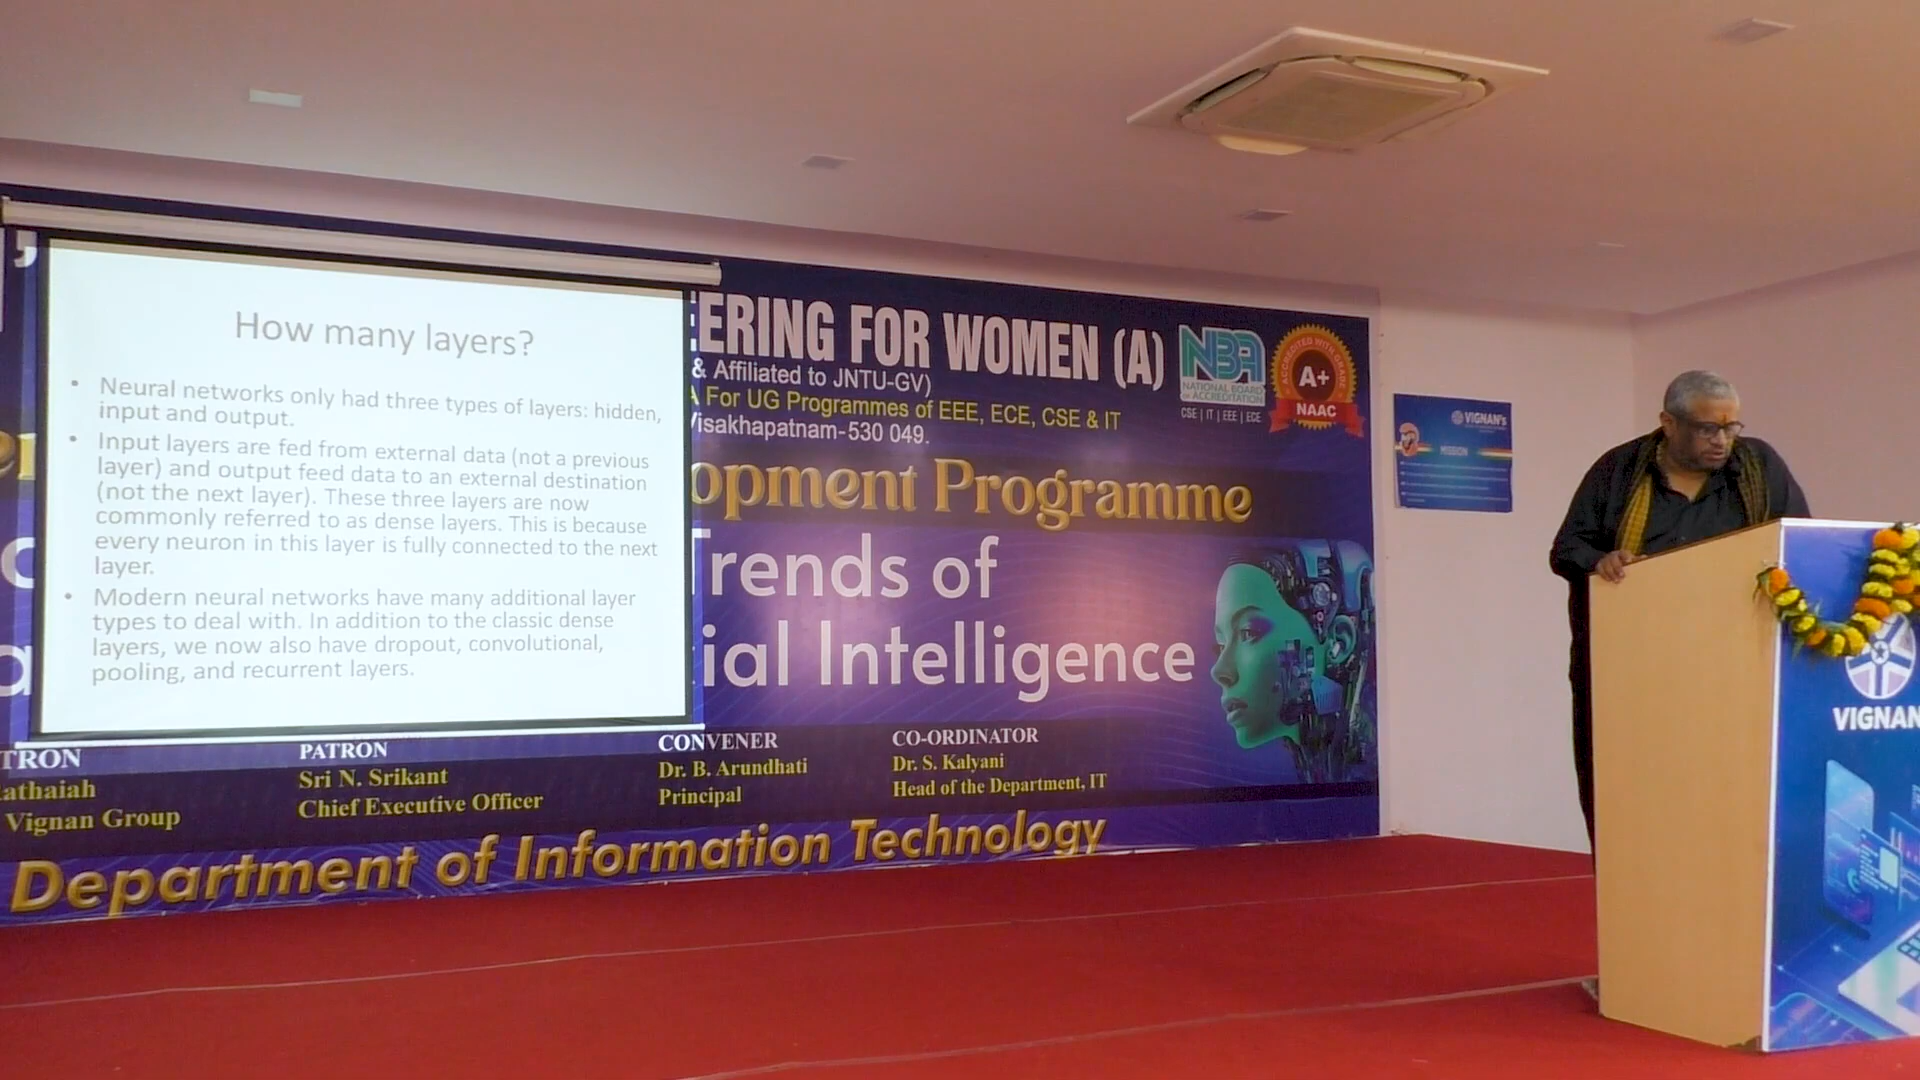 How many layers?
• Neural networks only had three types of layers: hidden,
input and output.
• Input layers are fed from external data (not a previous
layer) and output feed data to an external destination
(not the next layer). These three layers are now
commonly referred to as dense layers. This is because
every neuron in this layer is fully connected to the next
layer.
• Modern neural networks have many additional layer
types to deal with. In addition to the classic dense
layers, we now also have dropout, convolutional,
pooling, and recurrent layers.
ERING FOR WOMEN (A)
& Affiliated to JNTU-GV)
A For UG Programmes of EEE, ECE, CSE & IT
Visakhapatnam-530 049.
NBA
NATIONAL BOARD
OF ACCREDITATION
CSE | IT | EEE | ECE
ACCREDITED WITH GRADE
A+
NAAC
opment Programme
Trends of
ial Intelligence
TRON
athaiah
Vignan Group
PATRON
Sri N. Srikant
Chief Executive Officer
CONVENER
Dr. B. Arundhati
Principal
CO-ORDINATOR
Dr. S. Kalyani
Head of the Department, IT
Department of Information Technology
VIGNAN's
MISSION
VIGNAN